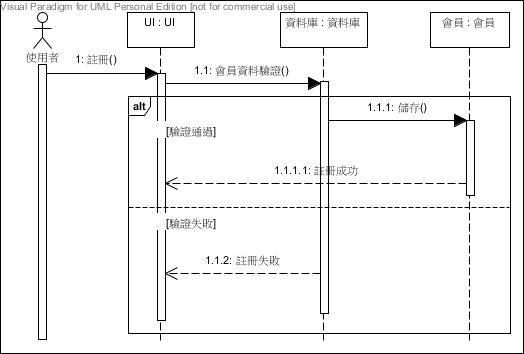 Visual Paradigm for UML Personal Edition [not for commercial use]
UI : UI
資料庫 : 資料庫
會員 : 會員
使用者
1: 註冊()
1.1: 會員資料驗證()
alt
1.1.1: 儲存()
[驗證通過]
1.1.1.1: 註冊成功
[驗證失敗]
1.1.2: 註冊失敗